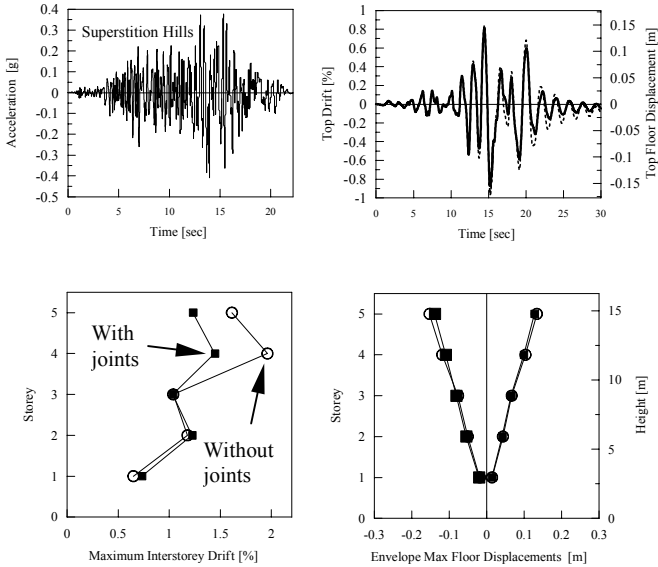 Superstition Hills
Acceleration [g]
0.4
0.3
0.2
0.1
0
-0.1
-0.2
-0.3
-0.4
-0.5
0 5 10 15 20
Time [sec]
Top Drift [%]
1
0.8
0.6
0.4
0.2
0
-0.2
-0.4
-0.6
-0.8
-1
0 5 10 15 20 25 30
Time [sec]
0.15
0.1
0.05
0
-0.05
-0.1
-0.15
Top Floor Displacement [m]
Storey
5
4
3
2
1
With
joints
Without
joints
0 0.5 1 1.5 2
Maximum Interstorey Drift [%]
Storey
5
4
3
2
1
-0.3 -0.2 -0.1 0 0.1 0.2 0.3
Envelope Max Floor Displacements [m]
15
10
5
0
Height [m]